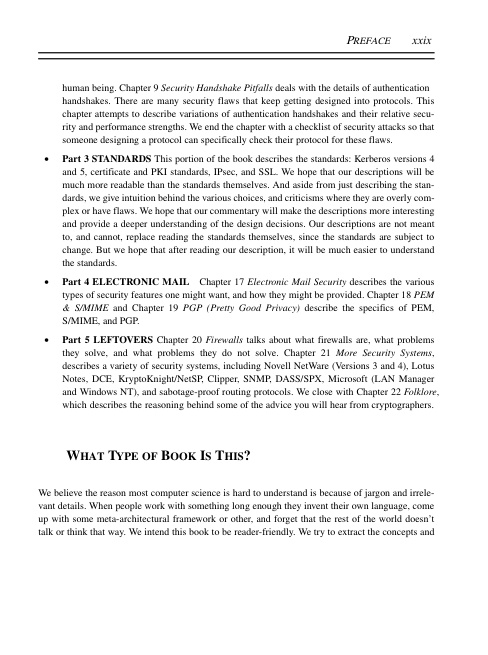 PREFACE xxix
human being. Chapter 9 Security Handshake Pitfalls deals with the details of authentication
handshakes. There are many security flaws that keep getting designed into protocols. This
chapter attempts to describe variations of authentication handshakes and their relative secu-
rity and performance strengths. We end the chapter with a checklist of security attacks so that
someone designing a protocol can specifically check their protocol for these flaws.
• Part 3 STANDARDS This portion of the book describes the standards: Kerberos versions 4
and 5, certificate and PKI standards, IPsec, and SSL. We hope that our descriptions will be
much more readable than the standards themselves. And aside from just describing the stan-
dards, we give intuition behind the various choices, and criticisms where they are overly com-
plex or have flaws. We hope that our commentary will make the descriptions more interesting
and provide a deeper understanding of the design decisions. Our descriptions are not meant
to, and cannot, replace reading the standards themselves, since the standards are subject to
change. But we hope that after reading our description, it will be much easier to understand
the standards.
• Part 4 ELECTRONIC MAIL Chapter 17 Electronic Mail Security describes the various
types of security features one might want, and how they might be provided. Chapter 18 PEM
& S/MIME and Chapter 19 PGP (Pretty Good Privacy) describe the specifics of PEM,
S/MIME, and PGP.
• Part 5 LEFTOVERS Chapter 20 Firewalls talks about what firewalls are, what problems
they solve, and what problems they do not solve. Chapter 21 More Security Systems,
describes a variety of security systems, including Novell NetWare (Versions 3 and 4), Lotus
Notes, DCE, KryptoKnight/NetSP, Clipper, SNMP, DASS/SPX, Microsoft (LAN Manager
and Windows NT), and sabotage-proof routing protocols. We close with Chapter 22 Folklore,
which describes the reasoning behind some of the advice you will hear from cryptographers.
WHAT TYPE OF BOOK IS THIS?
We believe the reason most computer science is hard to understand is because of jargon and irrele-
vant details. When people work with something long enough they invent their own language, come
up with some meta-architectural framework or other, and forget that the rest of the world doesn't
talk or think that way. We intend this book to be reader-friendly. We try to extract the concepts and